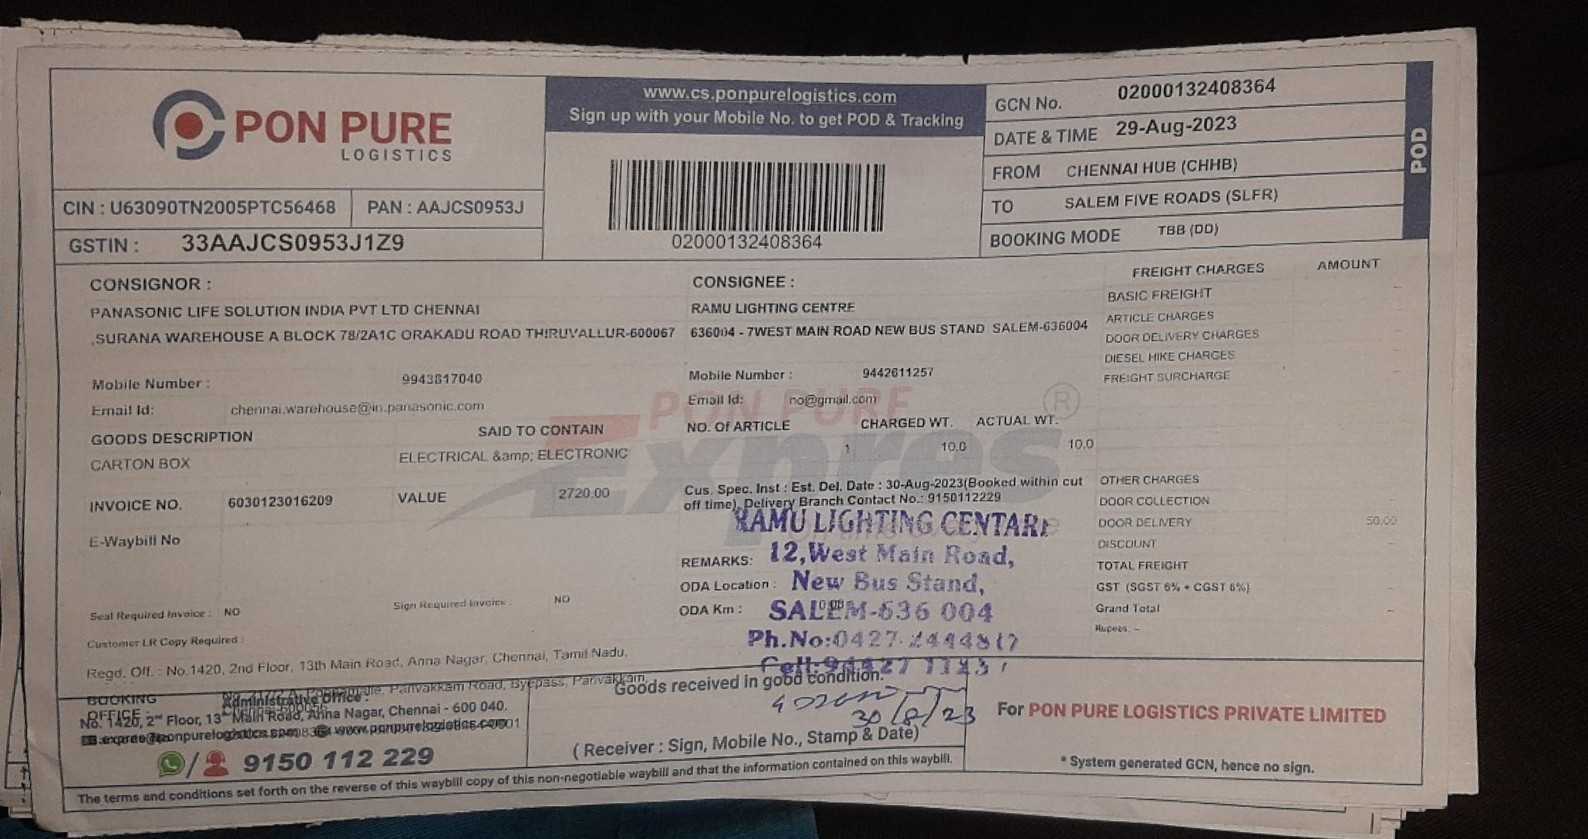 PON PURE
LOGISTICS
CIN : U63090TN2005PTC56468 PAN : AAJCS0953J
GSTIN : 33AAJCS0953J1Z9
www.cs.ponpurelogistics.com
Sign up with your Mobile No. to get POD & Tracking
02000132408364
GCN No. 02000132408364
DATE & TIME 29-Aug-2023
FROM CHENNAI HUB (CHHB)
TO SALEM FIVE ROADS (SLFR)
BOOKING MODE TBB (DD)
POD
CONSIGNOR :
PANASONIC LIFE SOLUTION INDIA PVT LTD CHENNAI
,SURANA WAREHOUSE A BLOCK 78/2A1C ORAKADU ROAD THIRUVALLUR-600067
Mobile Number : 9943817040
Email Id: chennai.warehouse@in.panasonic.com
GOODS DESCRIPTION SAID TO CONTAIN
CARTON BOX ELECTRICAL &amp; ELECTRONIC
INVOICE NO. 6030123016209 VALUE 2720.00
E-Waybill No
Seal Required Invoice : NO Sign Required Invoice : NO
Customer LR Copy Required :
Regd. Off. : No.1420, 2nd Floor, 13th Main Road, Anna Nagar, Chennai, Tamil Nadu,
CONSIGNEE :
RAMU LIGHTING CENTRE
636004 - 7WEST MAIN ROAD NEW BUS STAND SALEM-636004
Mobile Number : 9442611257
Email Id: no@gmail.com
PON PURE
Expres
®
NO. Of ARTICLE CHARGED WT. ACTUAL WT.
1 10.0 10.0
Cus. Spec. Inst : Est. Del. Date : 30-Aug-2023(Booked within cut
off time), Delivery Branch Contact No.: 9150112229
RAMU LIGHTING CENTAR
REMARKS: 12,West Main Road,
ODA Location : New Bus Stand,
ODA Km : 0.00 SALEM-636 004
Ph.No:0427-2444817
FREIGHT CHARGES AMOUNT
BASIC FREIGHT -
ARTICLE CHARGES -
DOOR DELIVERY CHARGES -
DIESEL HIKE CHARGES -
FREIGHT SURCHARGE -
OTHER CHARGES
DOOR COLLECTION -
DOOR DELIVERY 50.00
DISCOUNT -
TOTAL FREIGHT
GST (SGST 6% + CGST 6%) -
Grand Total -
Rupees: -
BOOKING
OFFICE :
Parivakkam Road, Byepass, Parivakkam,
Administrative Office :
No. 1420, 2nd Floor, 13th Main Road, Anna Nagar, Chennai - 600 040.
9150 112 229
Goods received in good condition.
30/8/23
( Receiver : Sign, Mobile No., Stamp & Date)
For PON PURE LOGISTICS PRIVATE LIMITED
* System generated GCN, hence no sign.
The terms and conditions set forth on the reverse of this waybill copy of this non-negotiable waybill and that the information contained on this waybill.